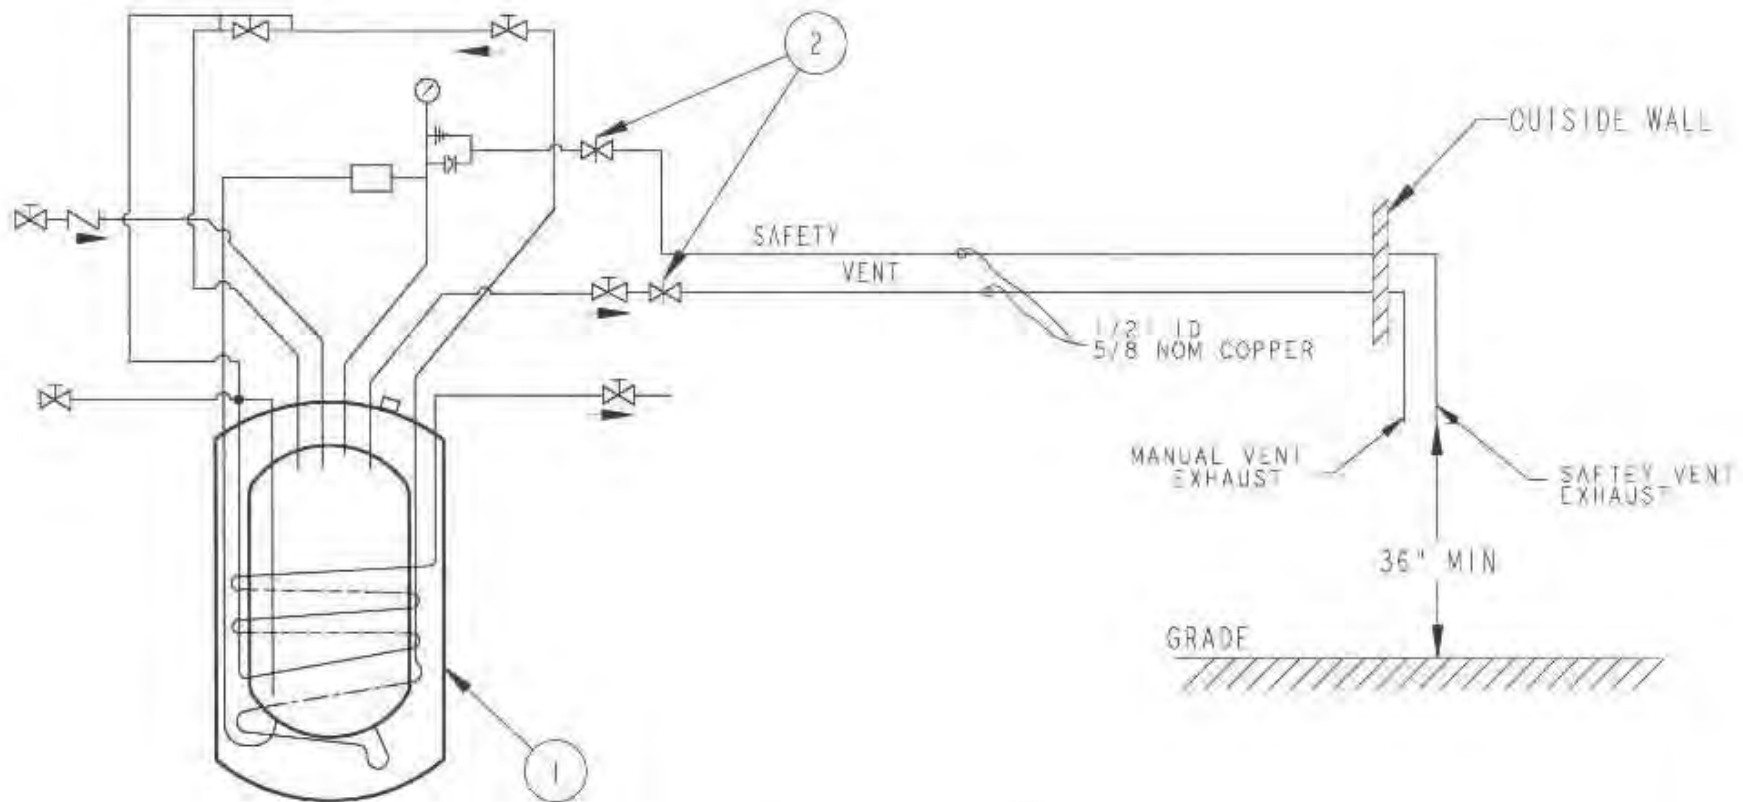 2
OUTSIDE WALL
SAFETY
VENT
1/2" ID
5/8 NOM COPPER
MANUAL VENT
EXHAUST
SAFTEY VENT
EXHAUST
36" MIN
GRADE
1